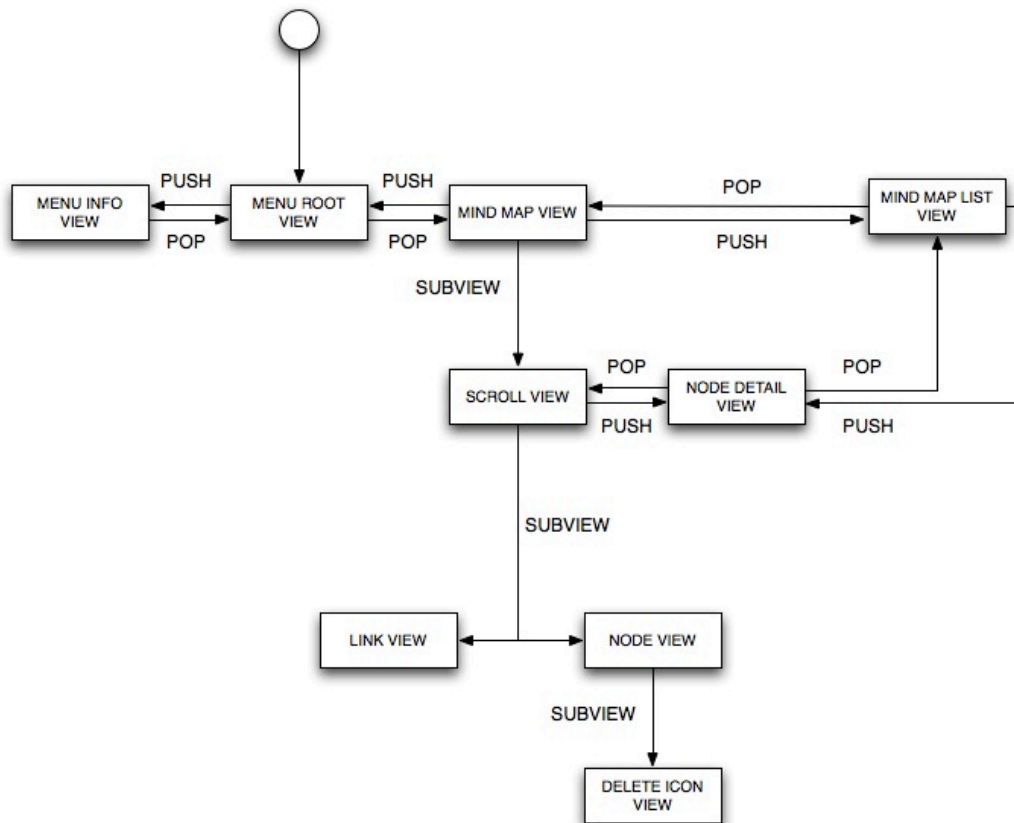 PUSH
PUSH
POP
MENU INFO
VIEW
MENU ROOT
VIEW
MIND MAP VIEW
MIND MAP LIST
VIEW
POP
POP
PUSH
SUBVIEW
POP
POP
SCROLL VIEW
NODE DETAIL
VIEW
PUSH
PUSH
SUBVIEW
LINK VIEW
NODE VIEW
SUBVIEW
DELETE ICON
VIEW